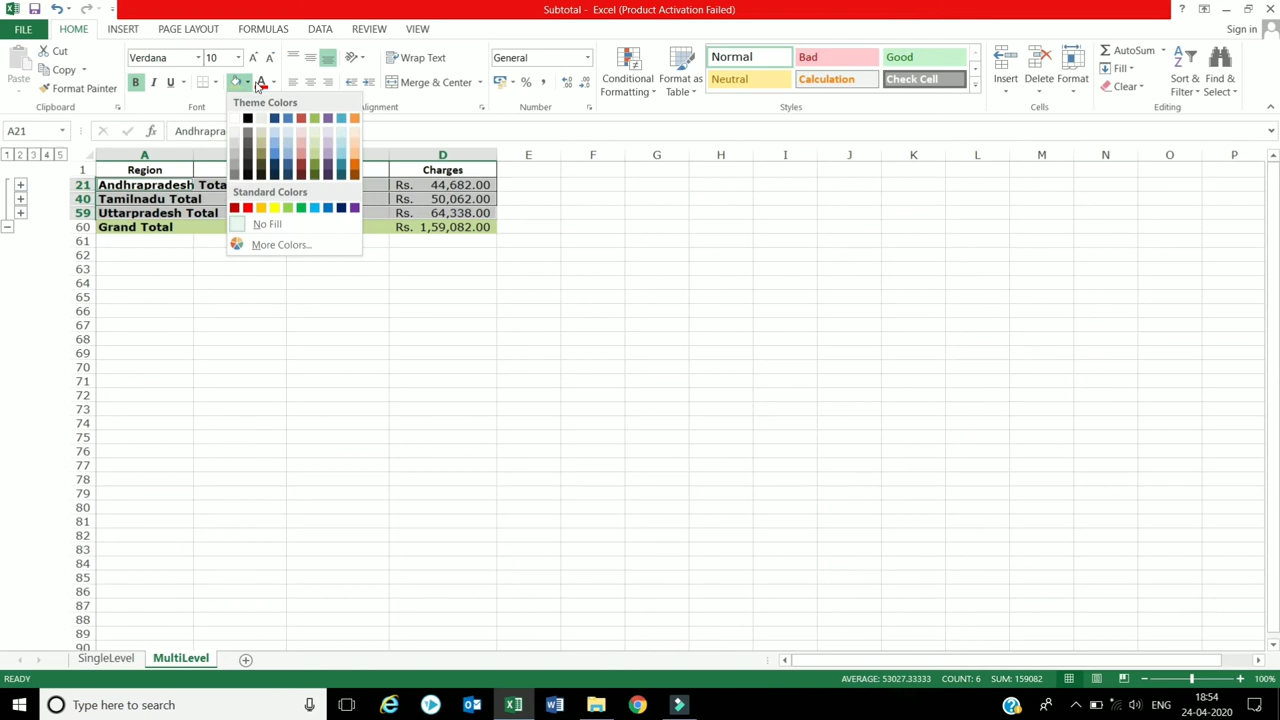 Subtotal - Excel (Product Activation Failed)
FILE HOME INSERT PAGE LAYOUT FORMULAS DATA REVIEW VIEW Sign in
Paste Cut Copy Format Painter Clipboard
Verdana 10 B I U A Font
Wrap Text Merge & Center Alignment
General % Number
Conditional Formatting Format as Table
Normal Bad Good
Neutral Calculation Check Cell
Styles
Insert Delete Format Cells
AutoSum Fill Clear Sort & Filter Find & Select Editing
Theme Colors
Standard Colors
No Fill
More Colors...
A21 fx Andhrapra
1 2 3 4 5 A D E F G H I J K L M N O P
1 Region Charges
21 Andhrapradesh Tota Rs. 44,682.00
40 Tamilnadu Total Rs. 50,062.00
59 Uttarpradesh Total Rs. 64,338.00
60 Grand Total Rs. 1,59,082.00
61
62
63
64
65
66
67
68
69
70
71
72
73
74
75
76
77
78
79
80
81
82
83
84
85
86
87
88
89
90
SingleLevel MultiLevel
READY AVERAGE: 53027.33333 COUNT: 6 SUM: 159082 100%
Type here to search ENG 18:54
24-04-2020